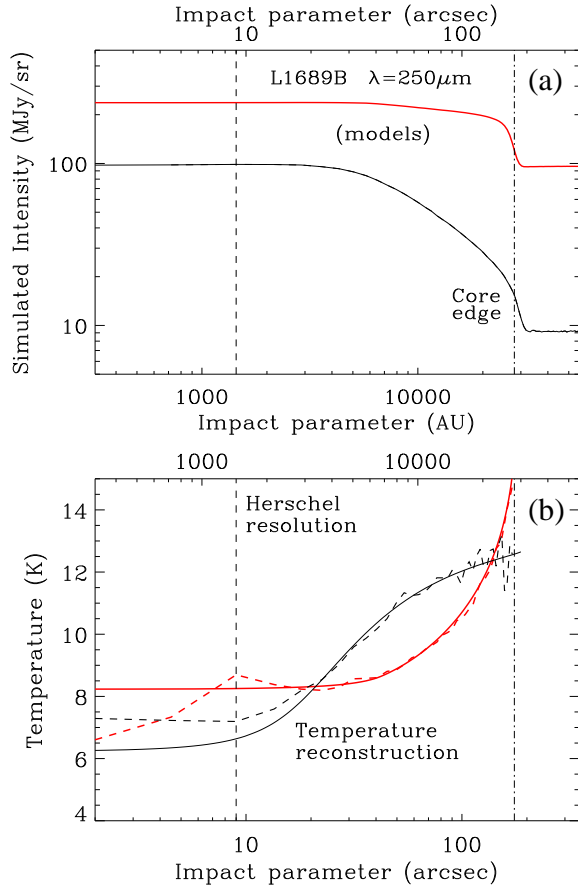 Impact parameter (arcsec)
10 100
L1689B λ=250μm (a)
(models)
Simulated Intensity (MJy/sr)
100
10
Core
edge
1000 10000
Impact parameter (AU)
1000 10000
Herschel
resolution
(b)
Temperature (K)
14
12
10
8
6
4
Temperature
reconstruction
10 100
Impact parameter (arcsec)